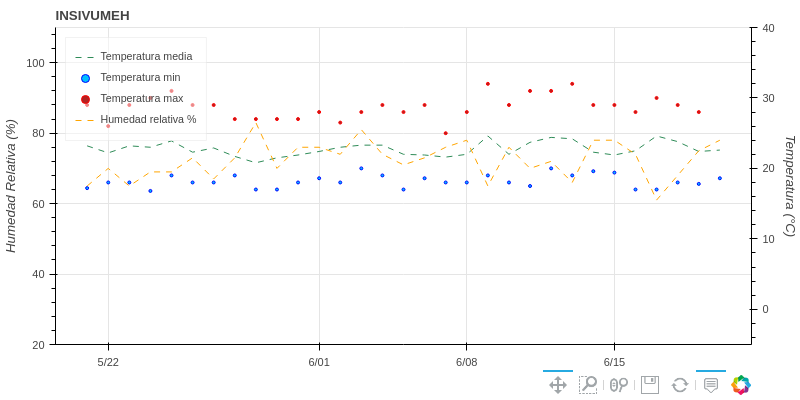 INSIVUMEH
Temperatura media
Temperatura min
Temperatura max
Humedad relativa %
Humedad Relativa (%)
100
80
60
40
20
Temperatura (°C)
40
30
20
10
0
5/22
6/01
6/08
6/15